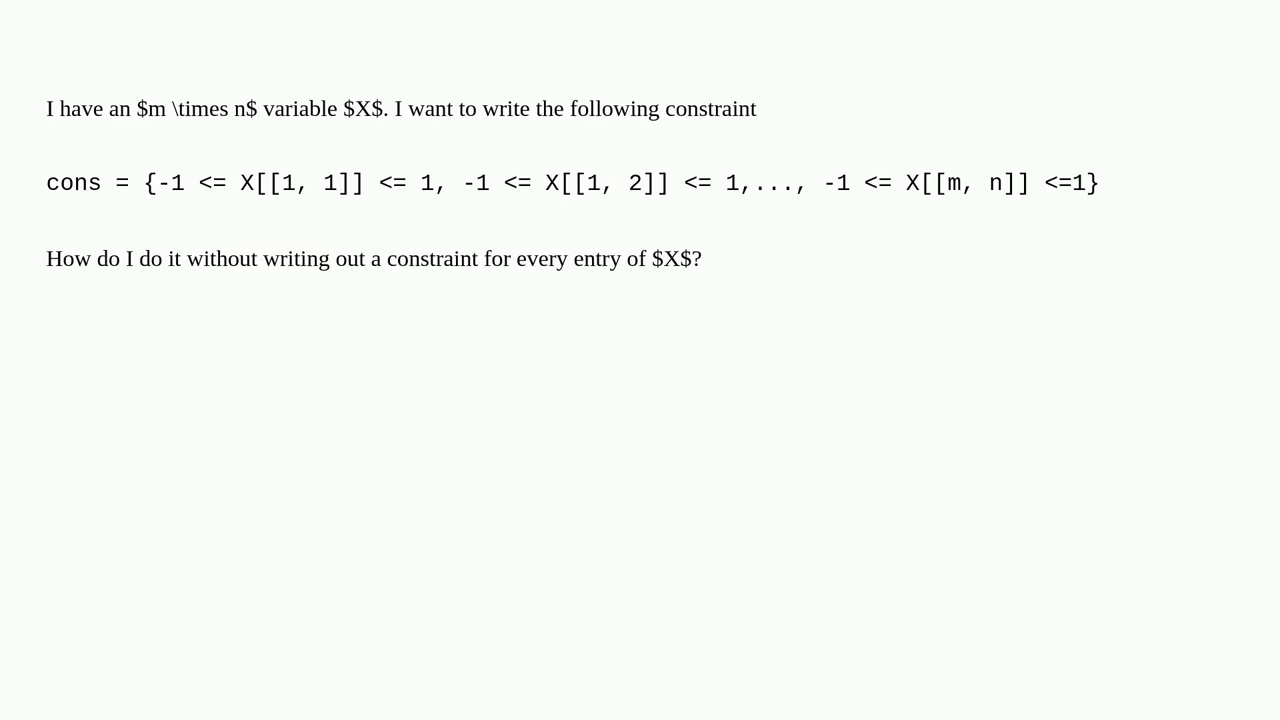 I have an $m \times n$ variable $X$. I want to write the following constraint
cons = {-1 <= X[[1, 1]] <= 1, -1 <= X[[1, 2]] <= 1,..., -1 <= X[[m, n]] <=1}
How do I do it without writing out a constraint for every entry of $X$?